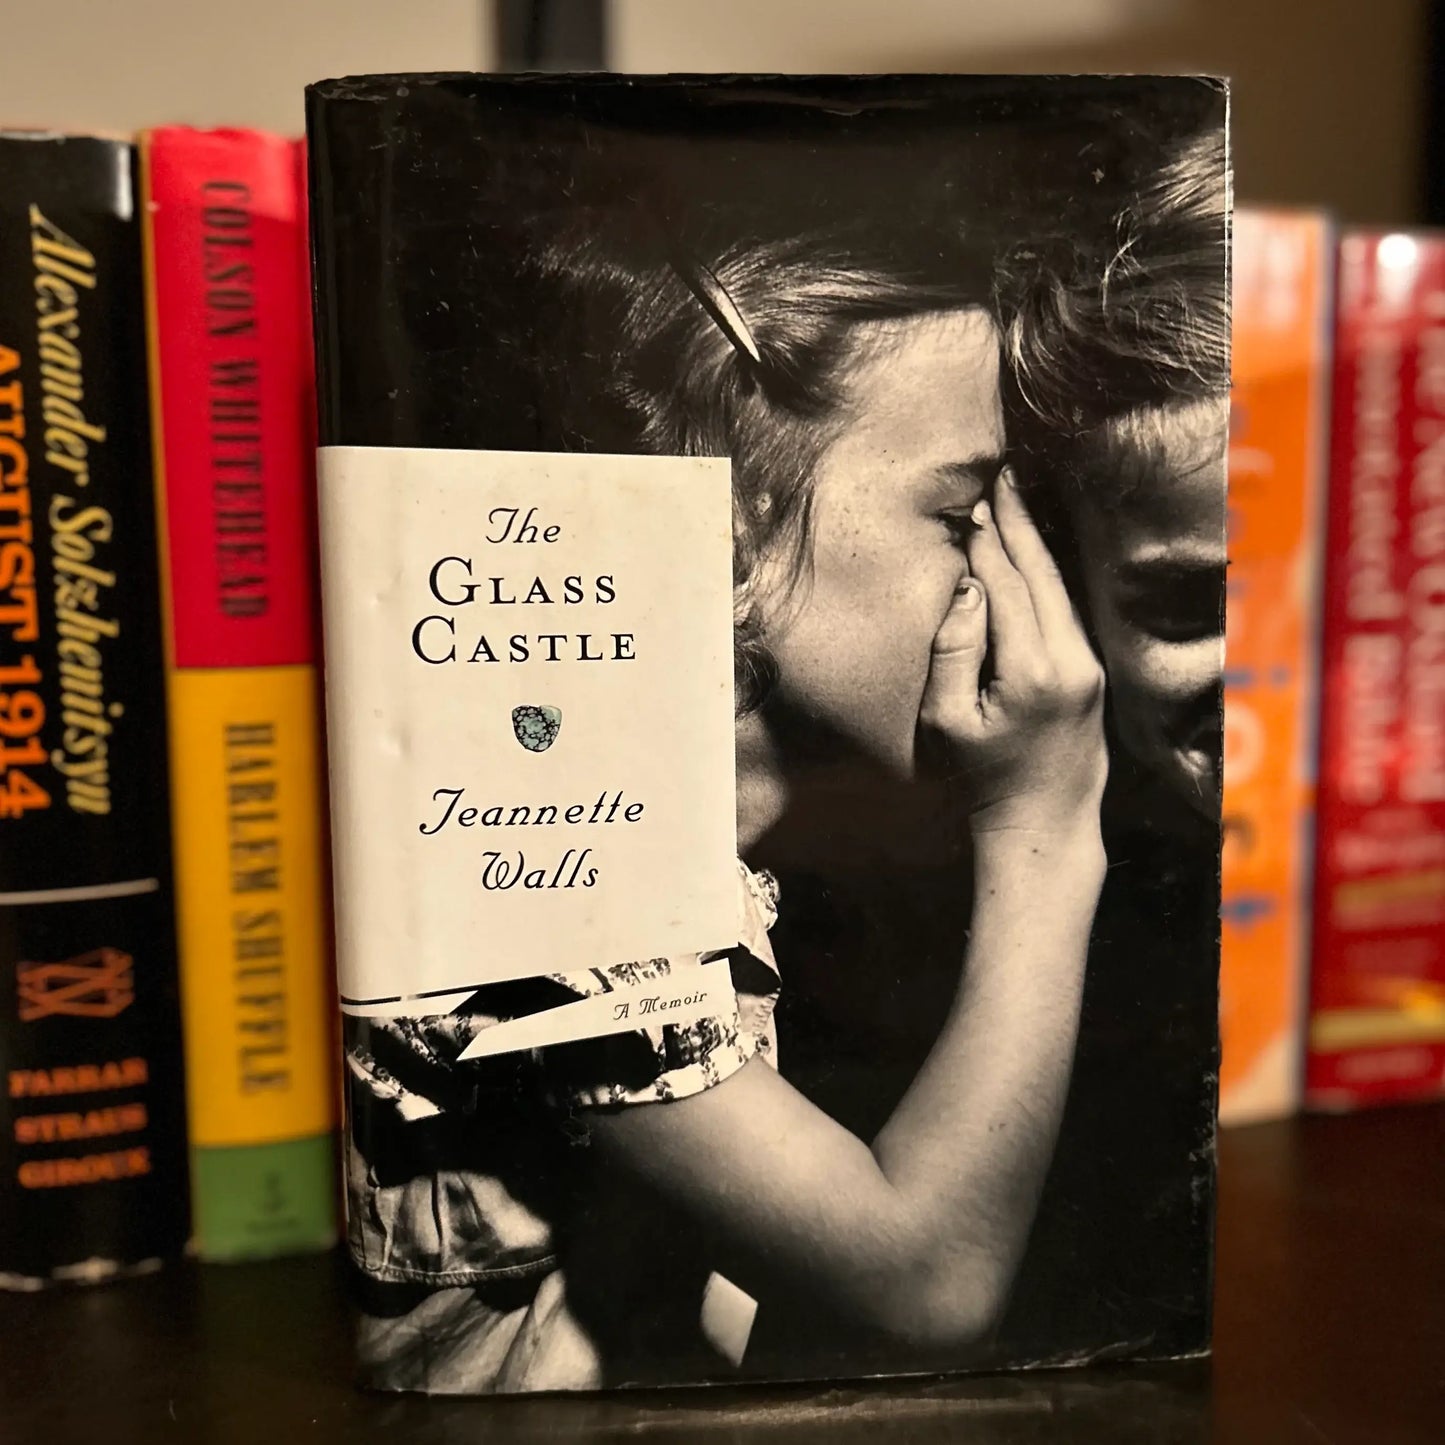 Alexander Solzhenitsyn
AUGUST 1914
FARRAR
STRAUS
GIROUX
COLSON WHITEHEAD
HARLEM SHUFFLE
The
GLASS
CASTLE
Jeannette
Walls
A Memoir